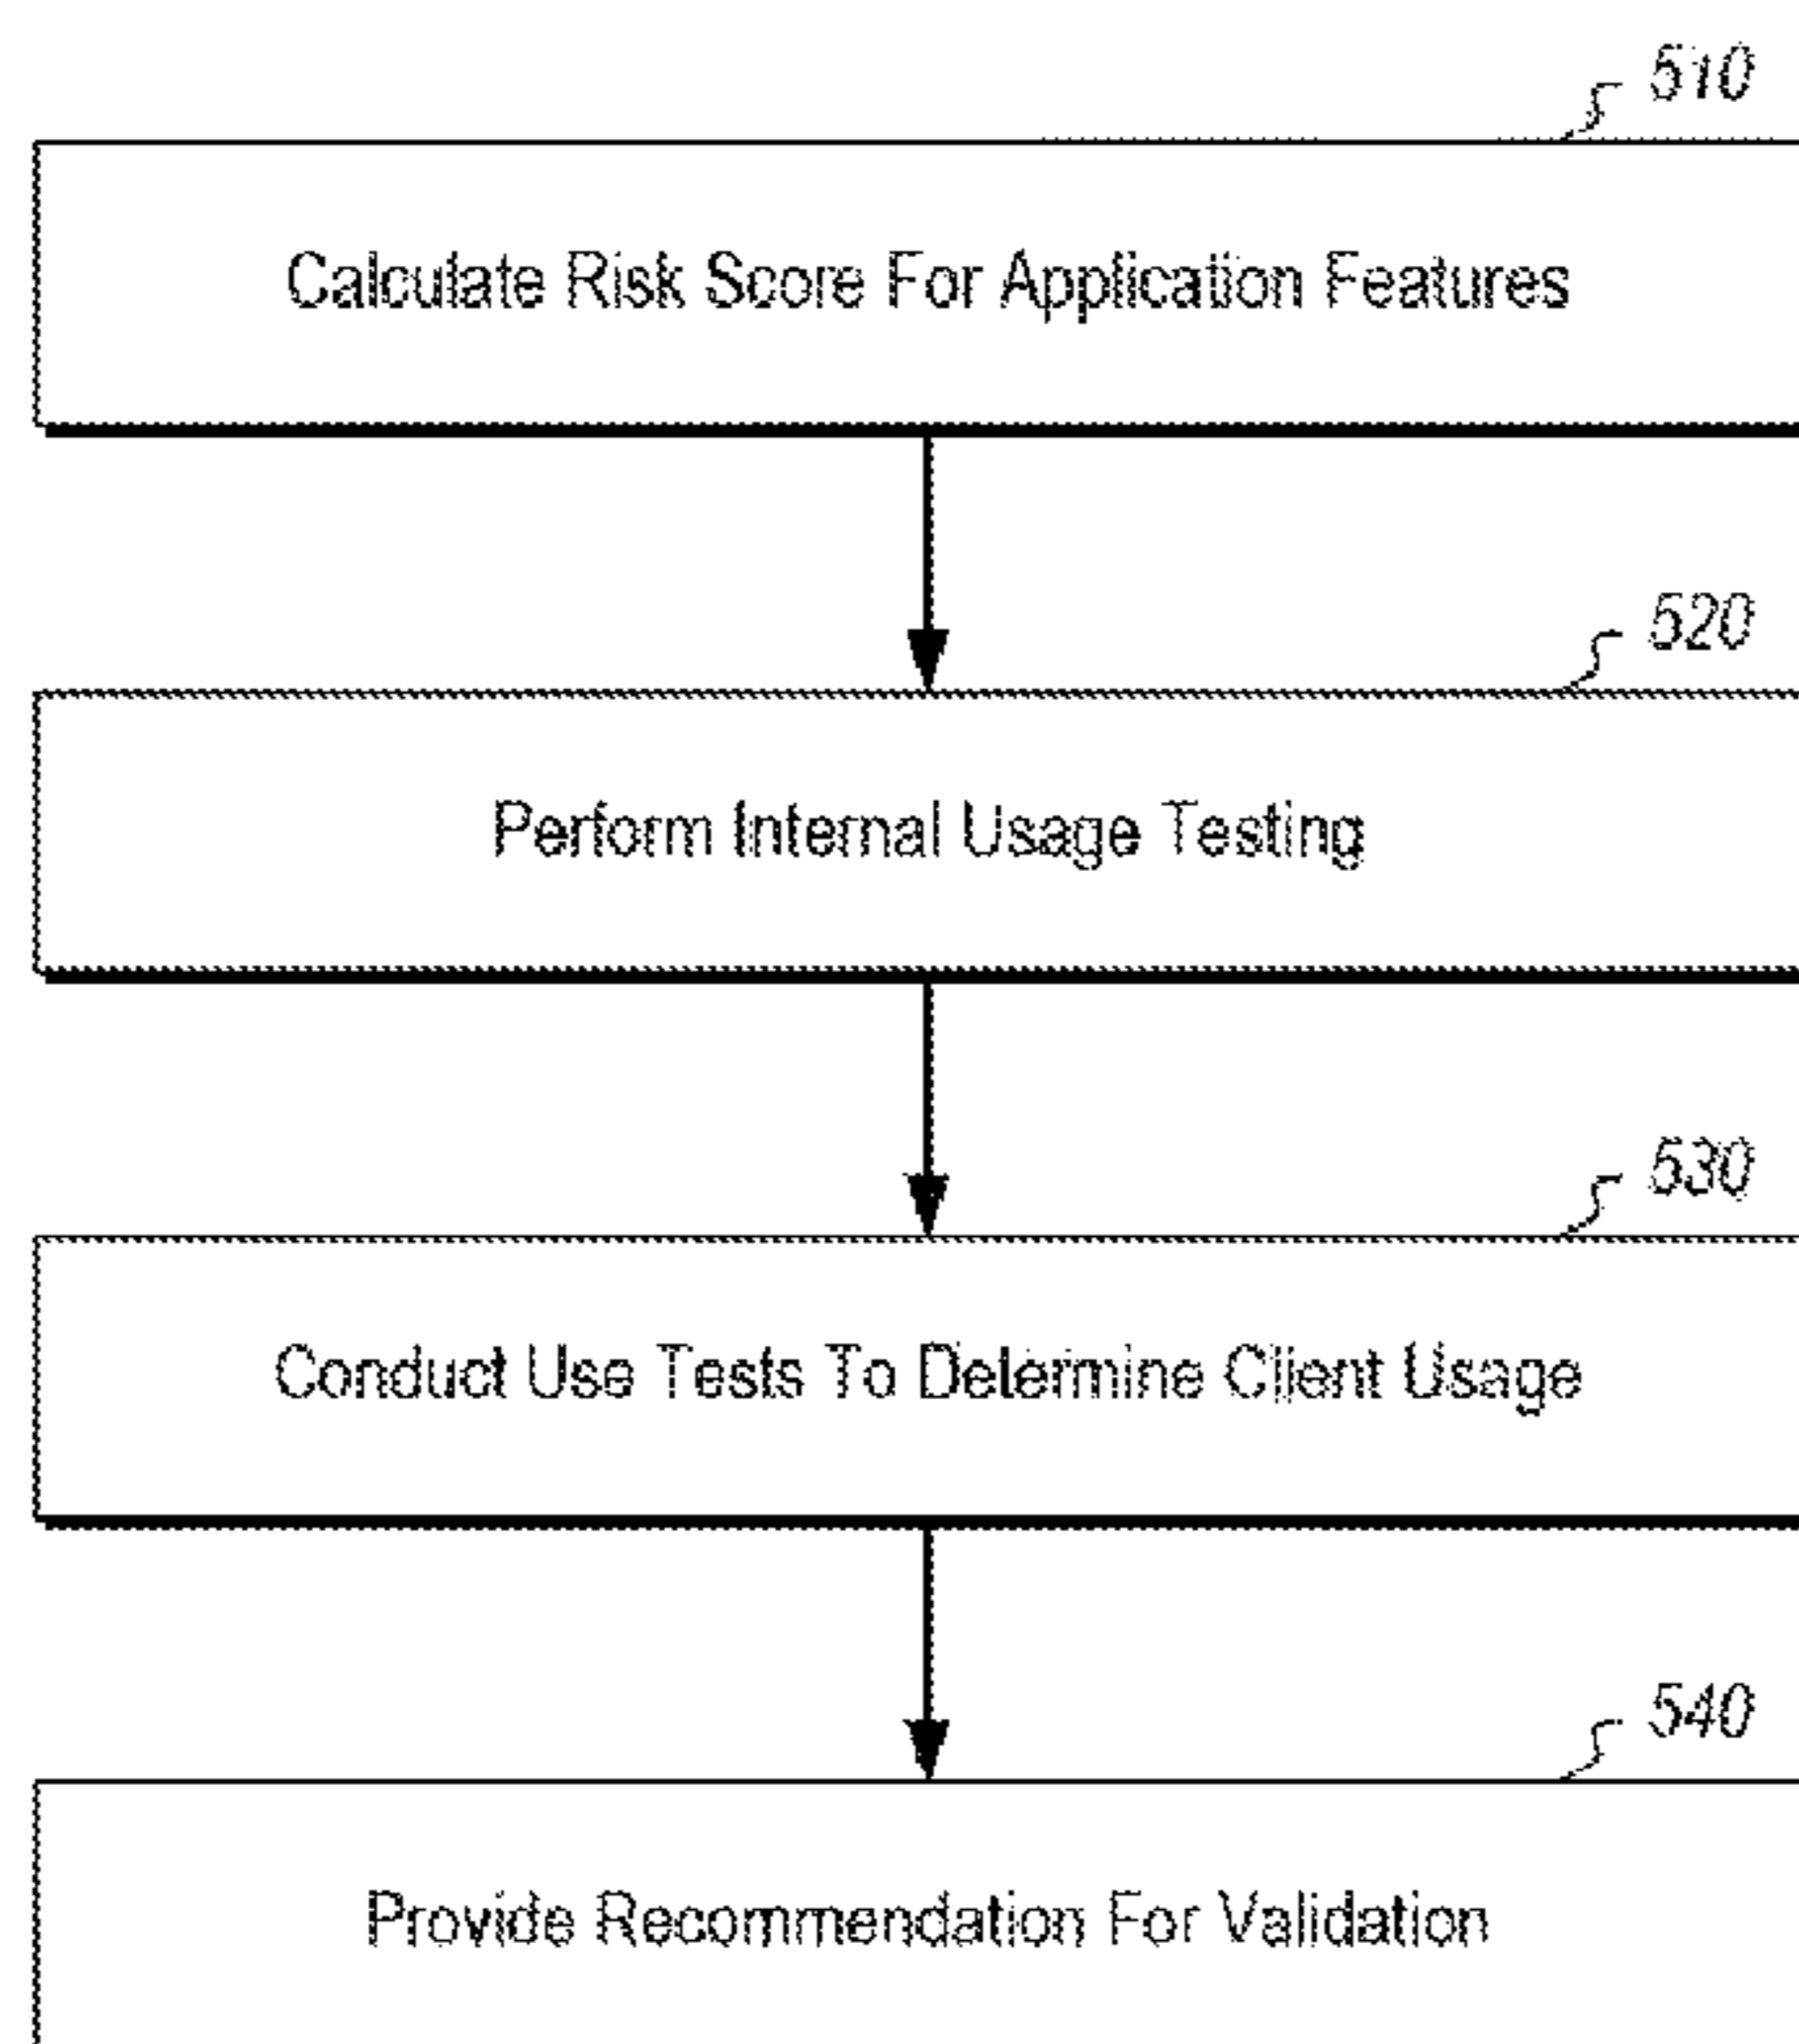 510
Calculate Risk Score For Application Features
520
Perform Internal Usage Testing
530
Conduct Use Tests To Determine Client Usage
540
Provide Recommendation For Validation